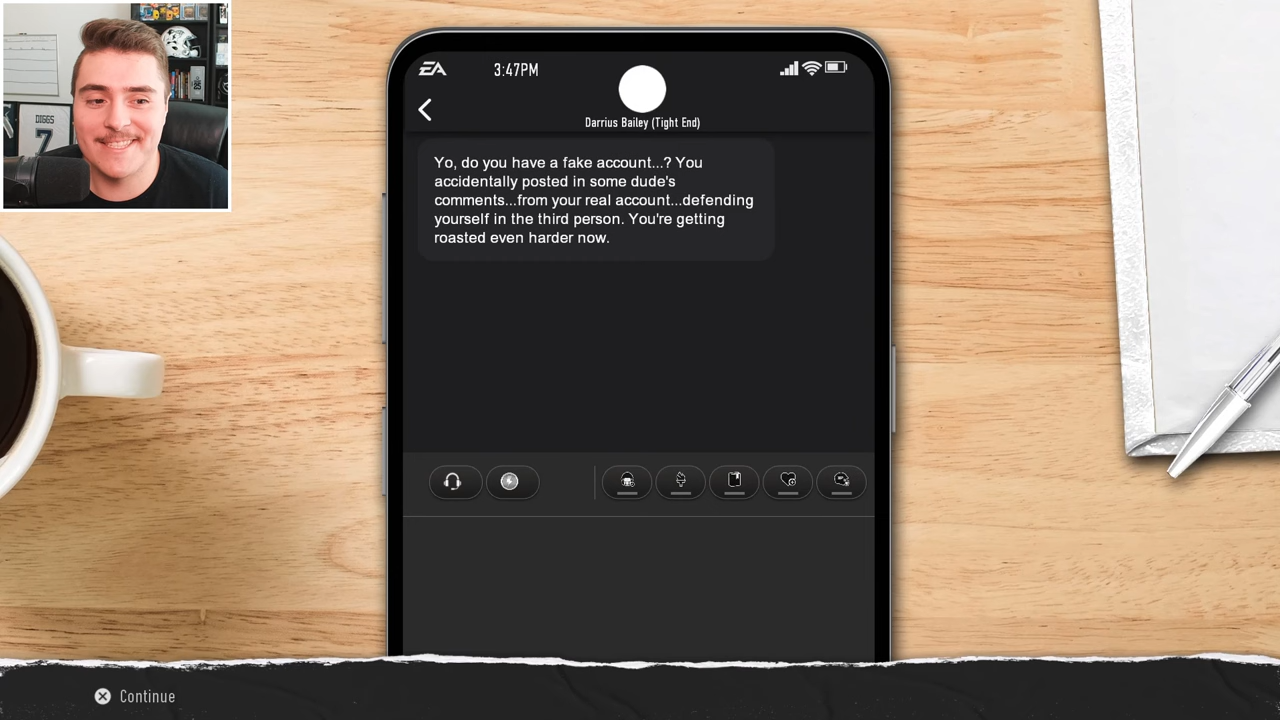 DIGGS
7
EA
3:47PM
Darrius Bailey (Tight End)
Yo, do you have a fake account...? You
accidentally posted in some dude's
comments...from your real account...defending
yourself in the third person. You're getting
roasted even harder now.
Continue